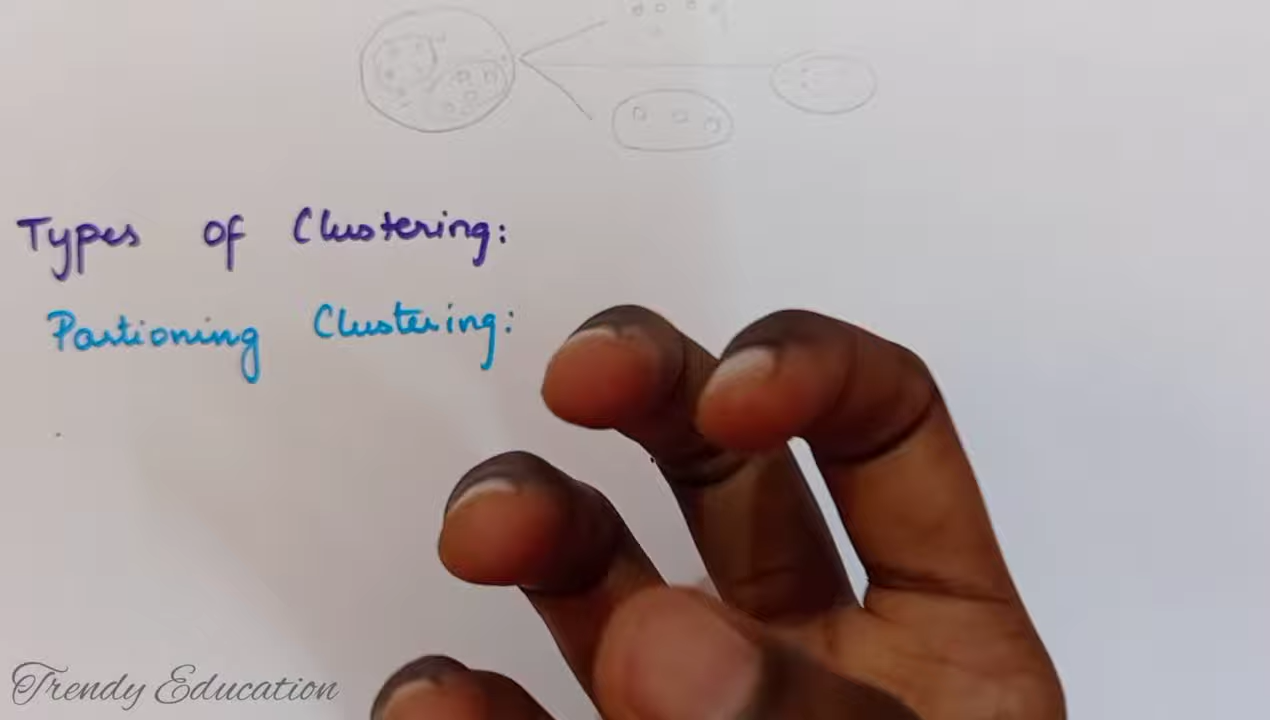 Types of Clustering:
Partioning Clustering:
Trendy Education